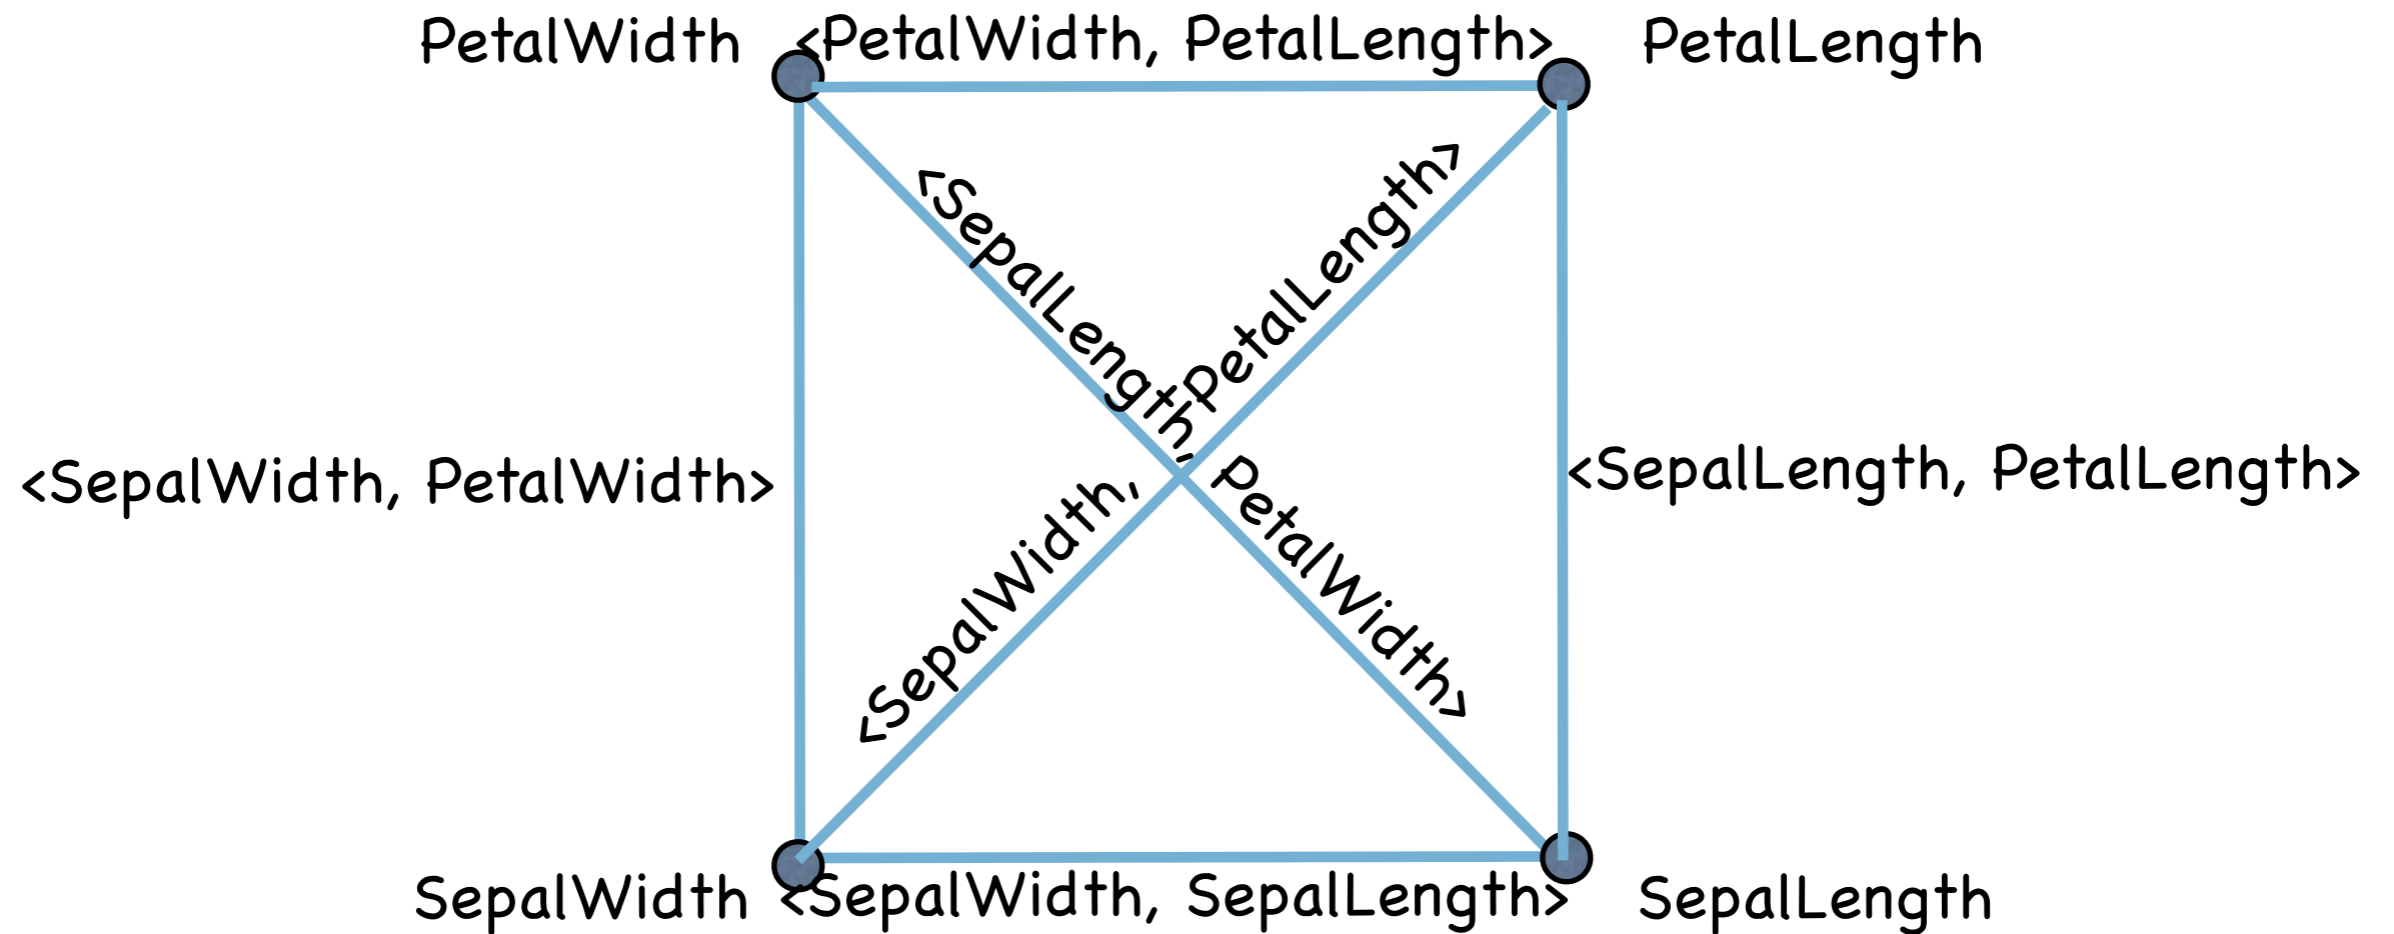 PetalWidth
<PetalWidth, PetalLength>
PetalLength
<SepalLength, PetalWidth>
<SepalWidth, PetalLength>
<SepalWidth, PetalWidth>
<SepalLength, PetalLength>
SepalWidth
<SepalWidth, SepalLength>
SepalLength